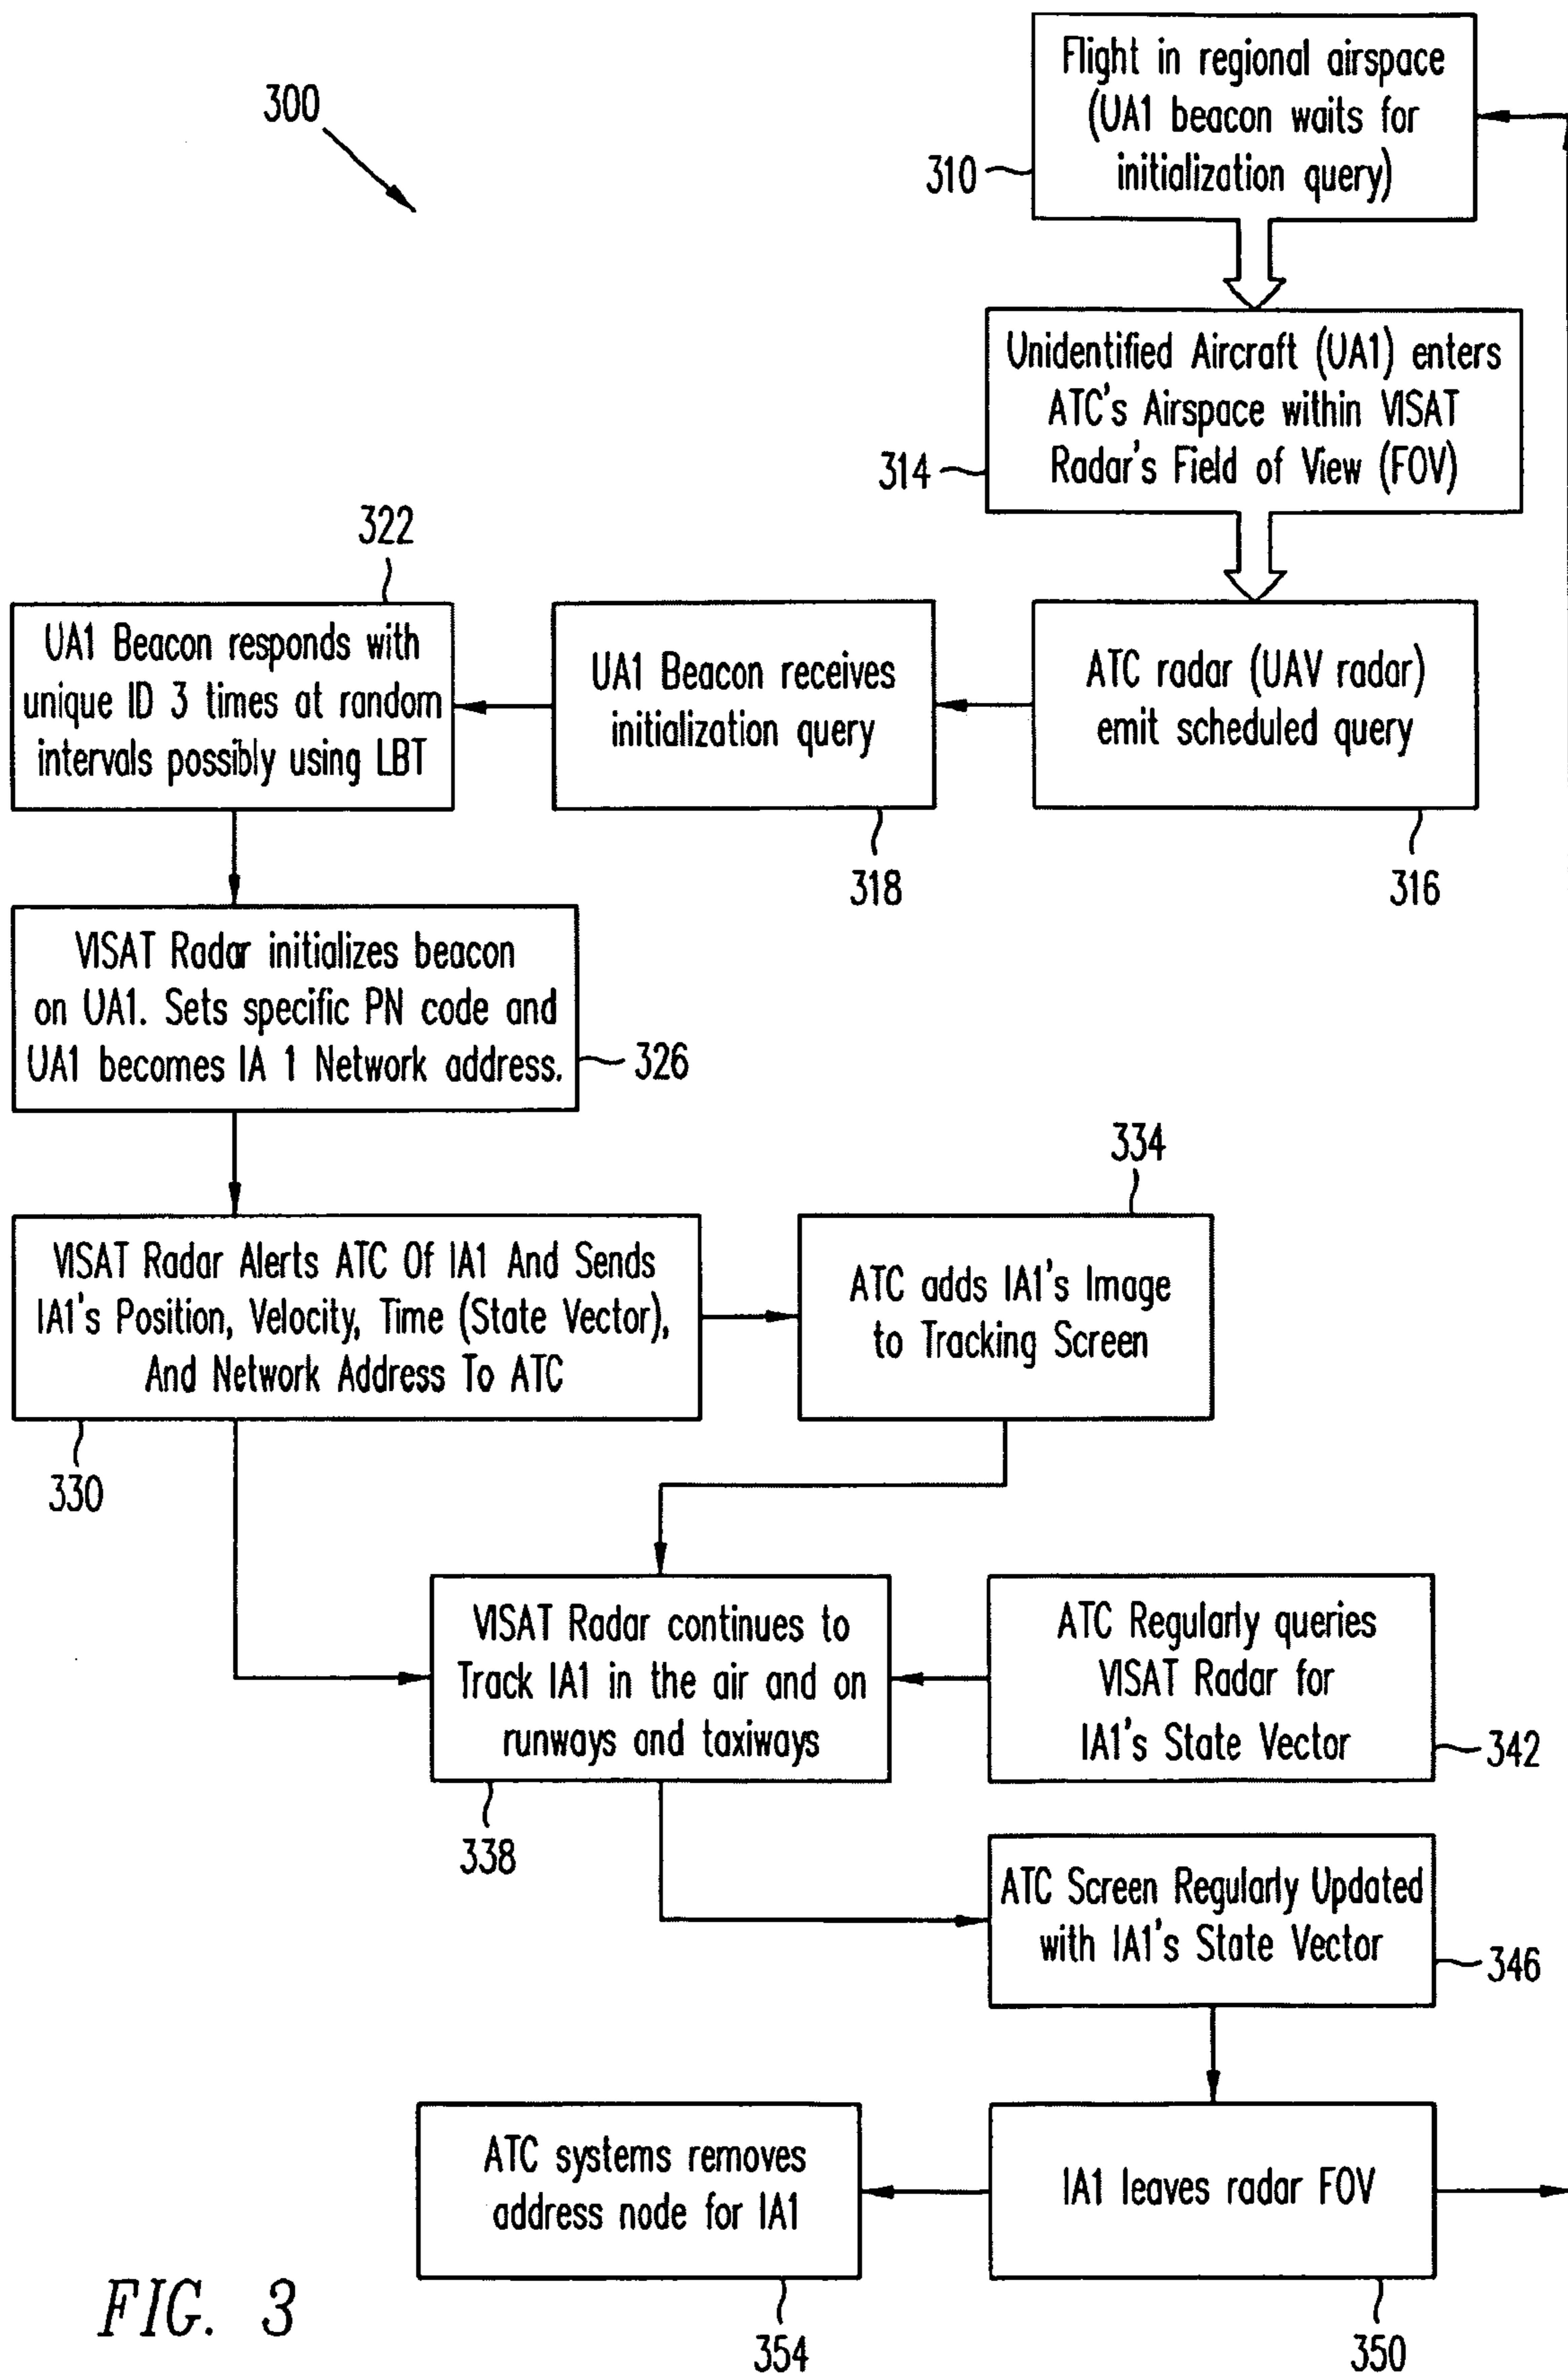 300
Flight in regional airspace
(UA1 beacon waits for
initialization query)
310
Unidentified Aircraft (UA1) enters
ATC's Airspace within VISAT
Radar's Field of View (FOV)
314
322
UA1 Beacon responds with
unique ID 3 times at random
intervals possibly using LBT
UA1 Beacon receives
initialization query
318
ATC radar (UAV radar)
emit scheduled query
316
VISAT Radar initializes beacon
on UA1. Sets specific PN code and
UA1 becomes IA 1 Network address.
326
334
VISAT Radar Alerts ATC Of IA1 And Sends
IA1's Position, Velocity, Time (State Vector),
And Network Address To ATC
330
ATC adds IA1's Image
to Tracking Screen
VISAT Radar continues to
Track IA1 in the air and on
runways and taxiways
338
ATC Regularly queries
VISAT Radar for
IA1's State Vector
342
ATC Screen Regularly Updated
with IA1's State Vector
346
ATC systems removes
address node for IA1
354
IA1 leaves radar FOV
350
FIG. 3